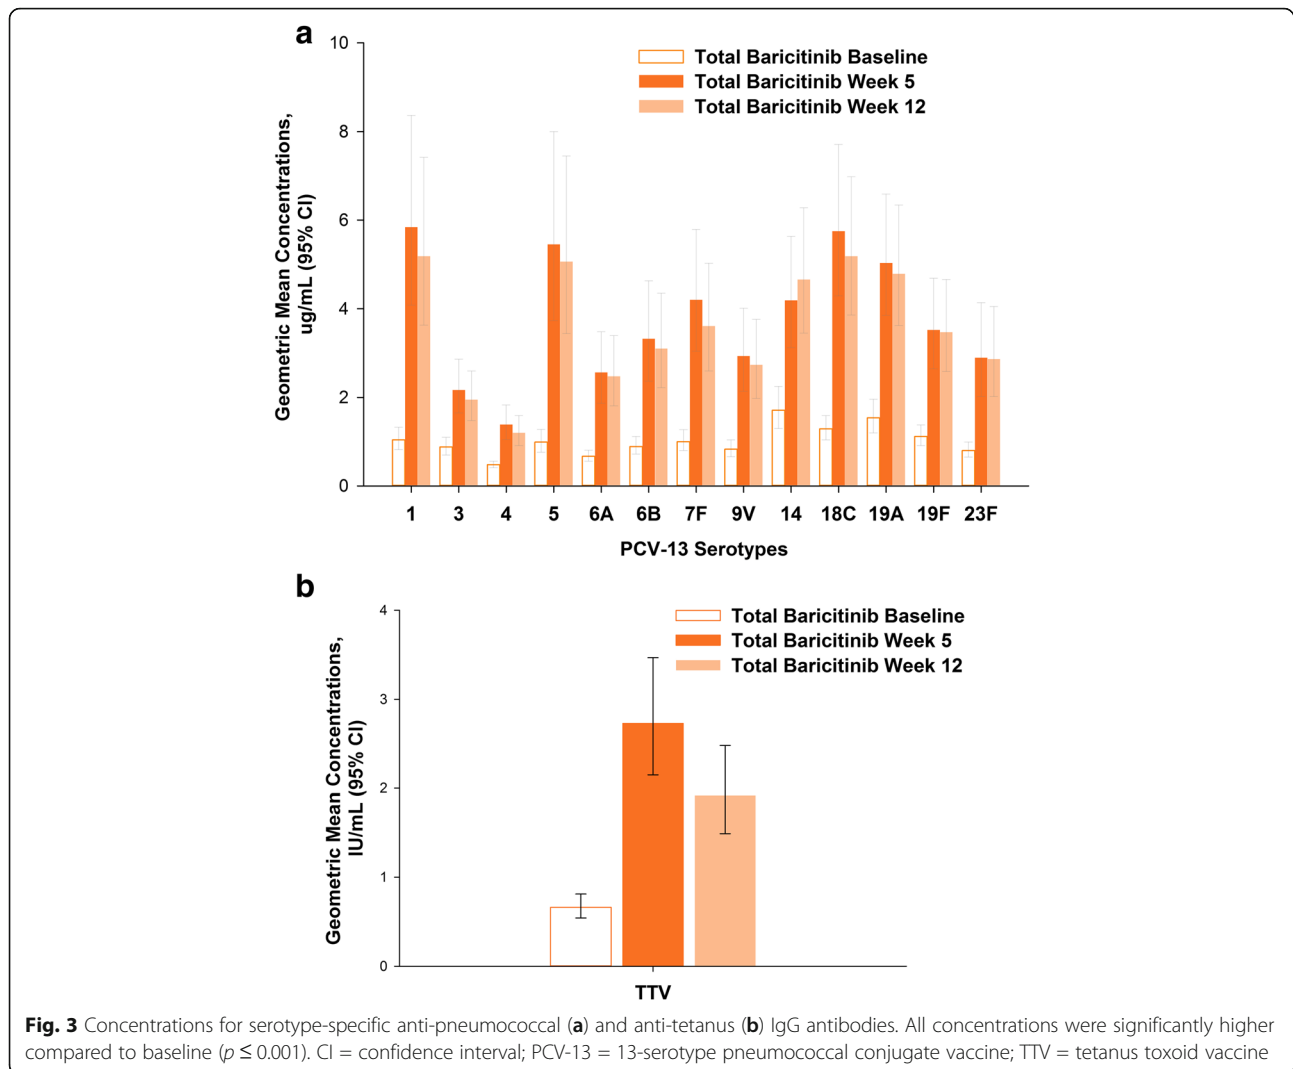 a
10
8
6
4
2
0
Geometric Mean Concentrations,
ug/mL (95% CI)
Total Baricitinib Baseline
Total Baricitinib Week 5
Total Baricitinib Week 12
1 3 4 5 6A 6B 7F 9V 14 18C 19A 19F 23F
PCV-13 Serotypes
b
4
3
2
1
0
Geometric Mean Concentrations,
IU/mL (95% CI)
Total Baricitinib Baseline
Total Baricitinib Week 5
Total Baricitinib Week 12
TTV
Fig. 3 Concentrations for serotype-specific anti-pneumococcal (a) and anti-tetanus (b) IgG antibodies. All concentrations were significantly higher
compared to baseline (p ≤ 0.001). CI = confidence interval; PCV-13 = 13-serotype pneumococcal conjugate vaccine; TTV = tetanus toxoid vaccine